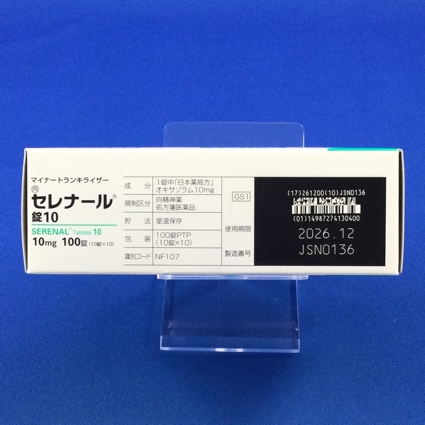 マイナートランキライザー
向
セレナール®
錠10
SERENAL® Tablets 10
10mg 100錠 (10錠×10)
成分 1錠中「日本薬局方」
オキサゾラム10mg
規制区分 向精神薬
処方箋医薬品
貯法 室温保存
包装 100錠PTP
(10錠×10)
識別コード NF107
GS1
使用期限
製造番号
(17)261200(10)JSN0136
(01)14987274130400
2026.12
JSN0136